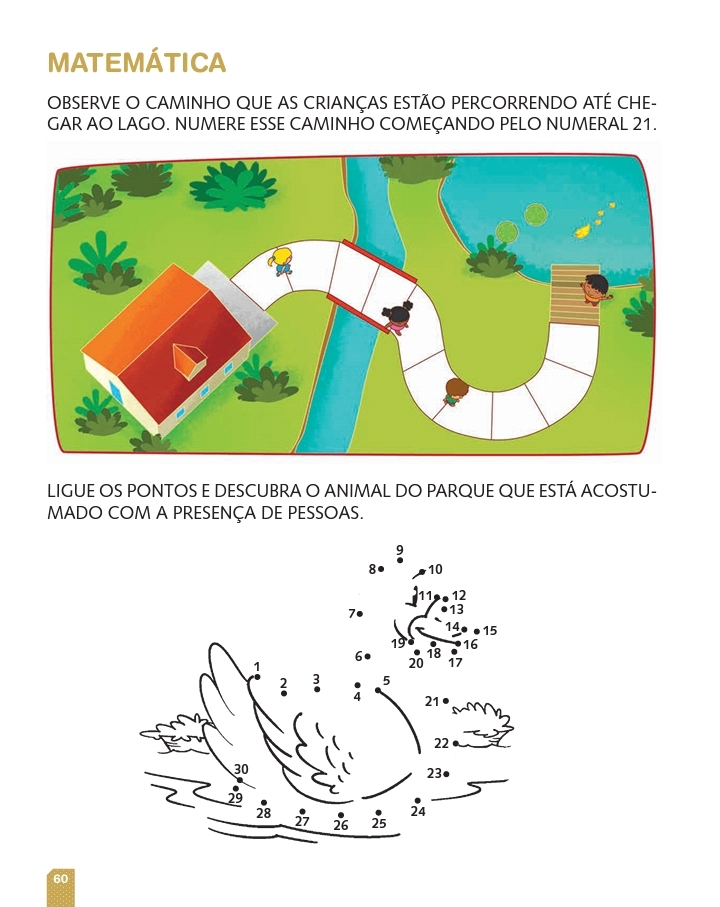 MATEMÁTICA
OBSERVE O CAMINHO QUE AS CRIANÇAS ESTÃO PERCORRENDO ATÉ CHE-
GAR AO LAGO. NUMERE ESSE CAMINHO COMEÇANDO PELO NUMERAL 21.
LIGUE OS PONTOS E DESCUBRA O ANIMAL DO PARQUE QUE ESTÁ ACOSTU-
MADO COM A PRESENÇA DE PESSOAS.
9
8 10
11 12
13
7
14 15
19 16
18
6 20 17
1
2 3 5
4
21
22
30 23
29
28 24
27 26 25
60